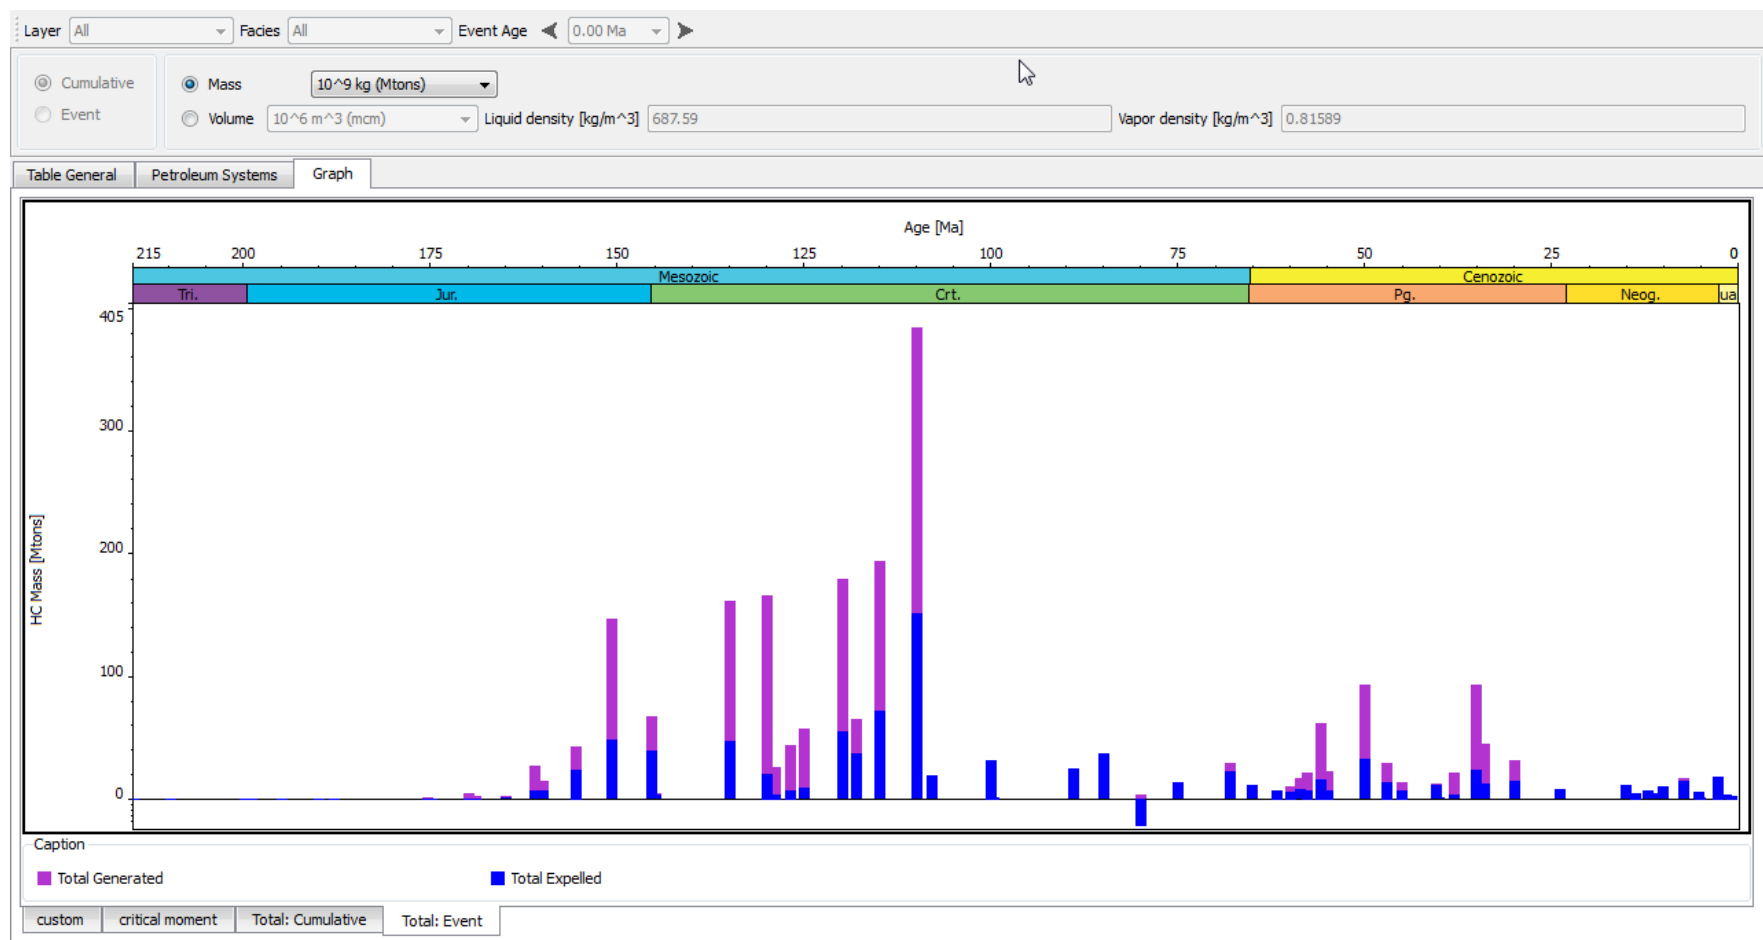 Layer All Facies All Event Age 0.00 Ma
Cumulative Mass 10^9 kg (Mtons)
Event Volume 10^6 m^3 (mcm) Liquid density [kg/m^3] 687.59 Vapor density [kg/m^3] 0.81589
Table General Petroleum Systems Graph
Age [Ma]
215 200 175 150 125 100 75 50 25 0
Mesozoic Cenozoic
Tri. Jur. Crt. Pg. Neog. ua
405
300
200
100
0
HC Mass [Mtons]
Caption
Total Generated Total Expelled
custom critical moment Total: Cumulative Total: Event